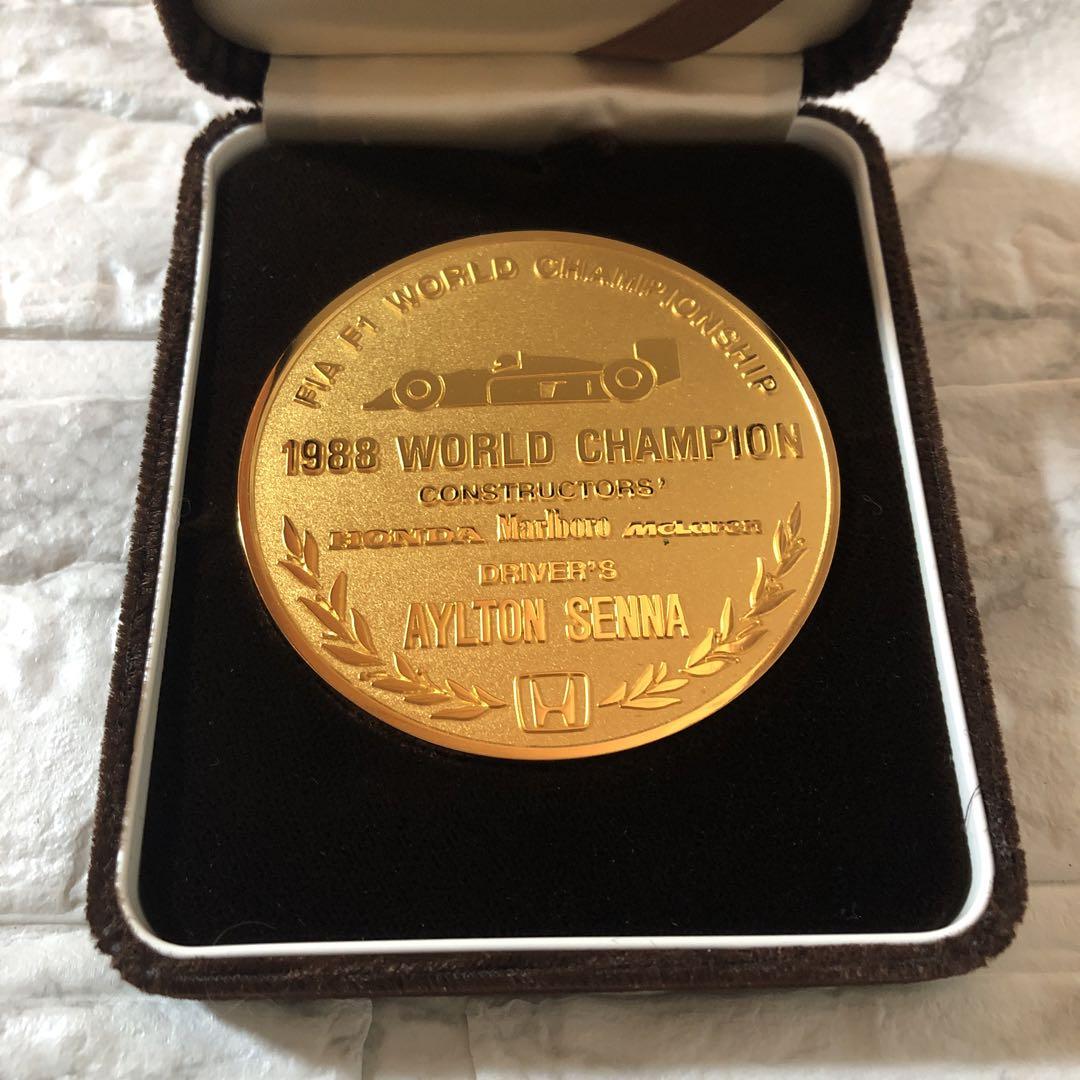 FIA F1 WORLD CHAMPIONSHIP
1988 WORLD CHAMPION
CONSTRUCTORS'
HONDA Marlboro McLaren
DRIVER'S
AYLTON SENNA